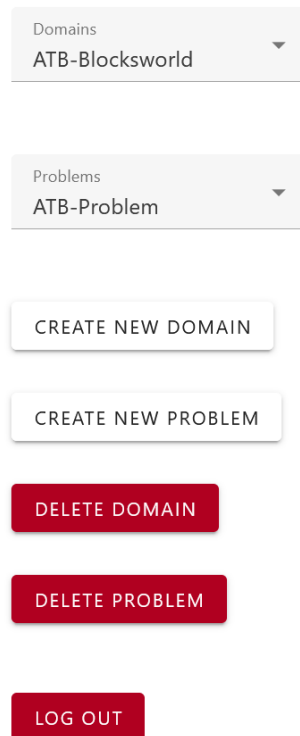 Domains
ATB-Blocksworld
Problems
ATB-Problem
CREATE NEW DOMAIN
CREATE NEW PROBLEM
DELETE DOMAIN
DELETE PROBLEM
LOG OUT